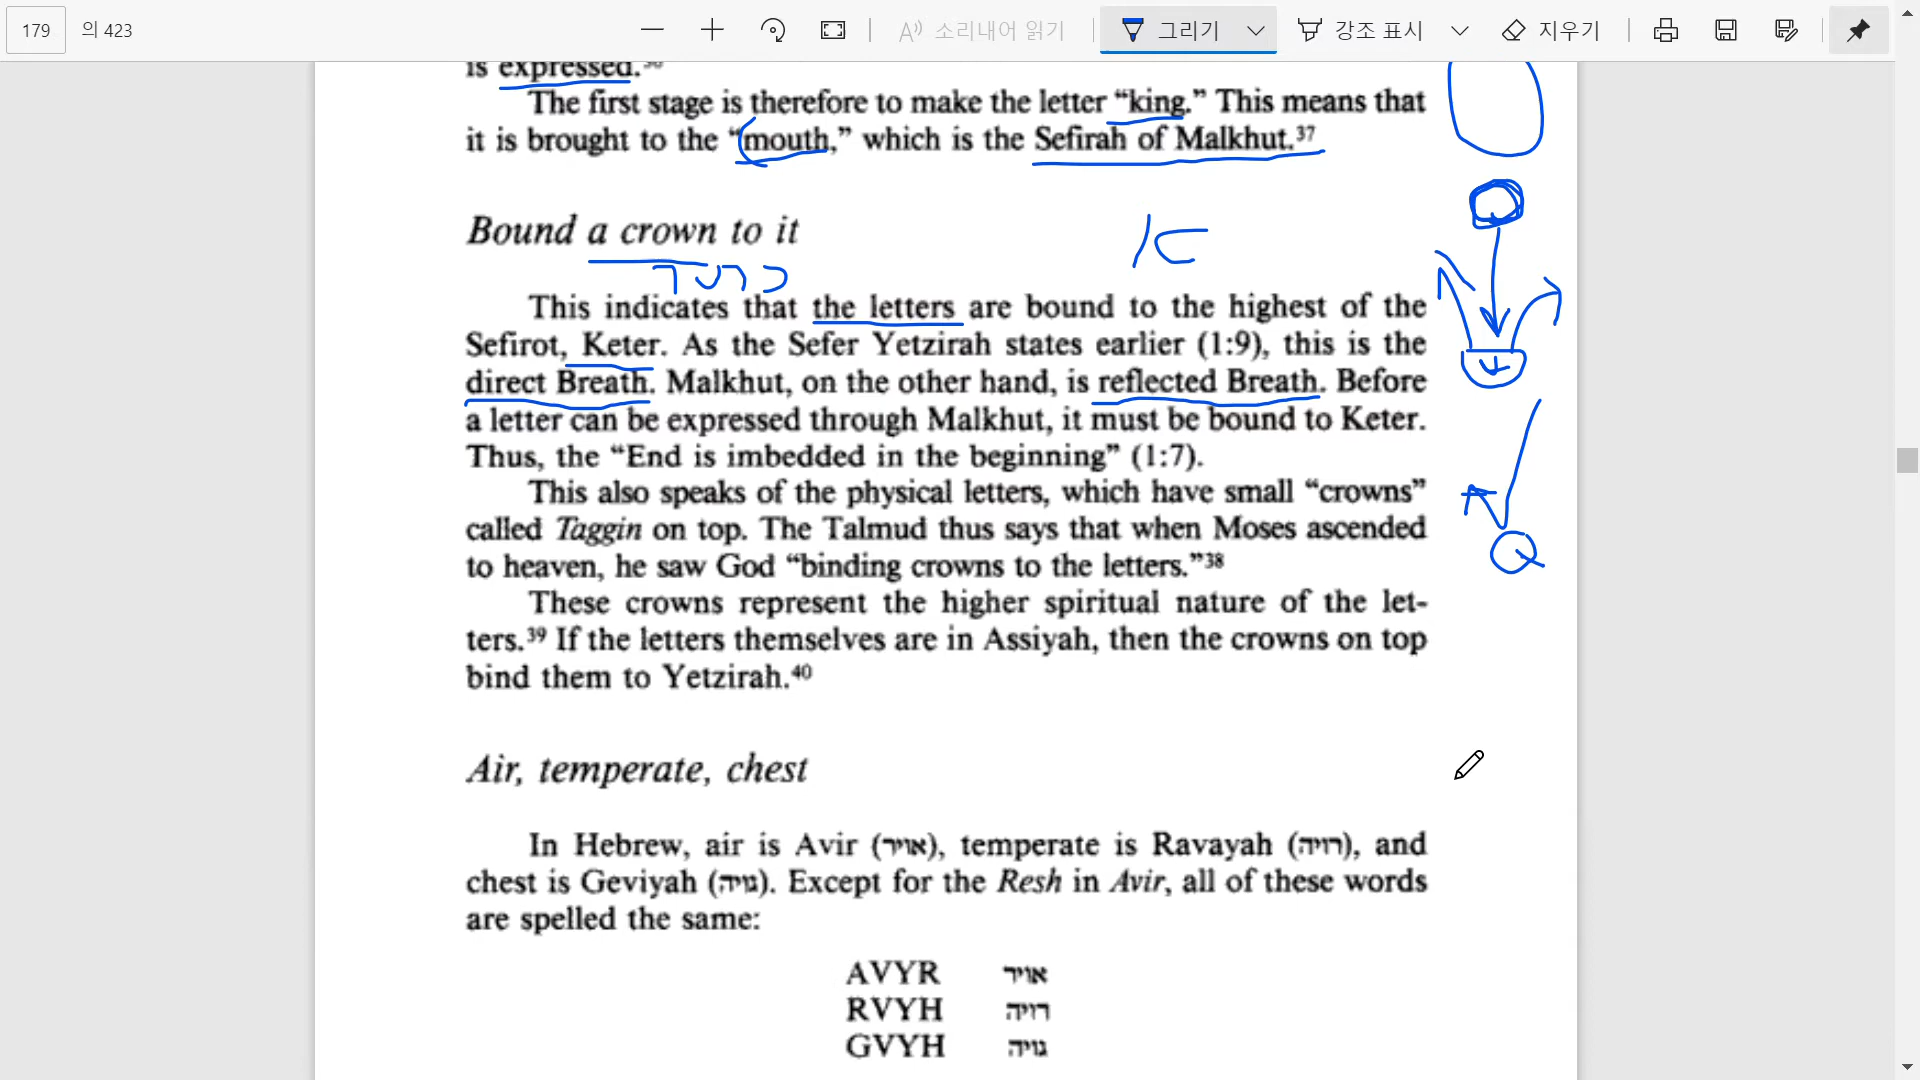 179 의 423 소리내어 읽기 그리기 강조 표시 지우기
is expressed.³⁶
The first stage is therefore to make the letter “king.” This means that
it is brought to the “mouth,” which is the Sefirah of Malkhut.³⁷
Bound a crown to it
This indicates that the letters are bound to the highest of the
Sefirot, Keter. As the Sefer Yetzirah states earlier (1:9), this is the
direct Breath. Malkhut, on the other hand, is reflected Breath. Before
a letter can be expressed through Malkhut, it must be bound to Keter.
Thus, the “End is imbedded in the beginning” (1:7).
This also speaks of the physical letters, which have small “crowns”
called Taggin on top. The Talmud thus says that when Moses ascended
to heaven, he saw God “binding crowns to the letters.”³⁸
These crowns represent the higher spiritual nature of the let-
ters.³⁹ If the letters themselves are in Assiyah, then the crowns on top
bind them to Yetzirah.⁴⁰
Air, temperate, chest
In Hebrew, air is Avir (אויר), temperate is Ravayah (רויה), and
chest is Geviyah (גויה). Except for the Resh in Avir, all of these words
are spelled the same:
AVYR אויר
RVYH רויה
GVYH גויה